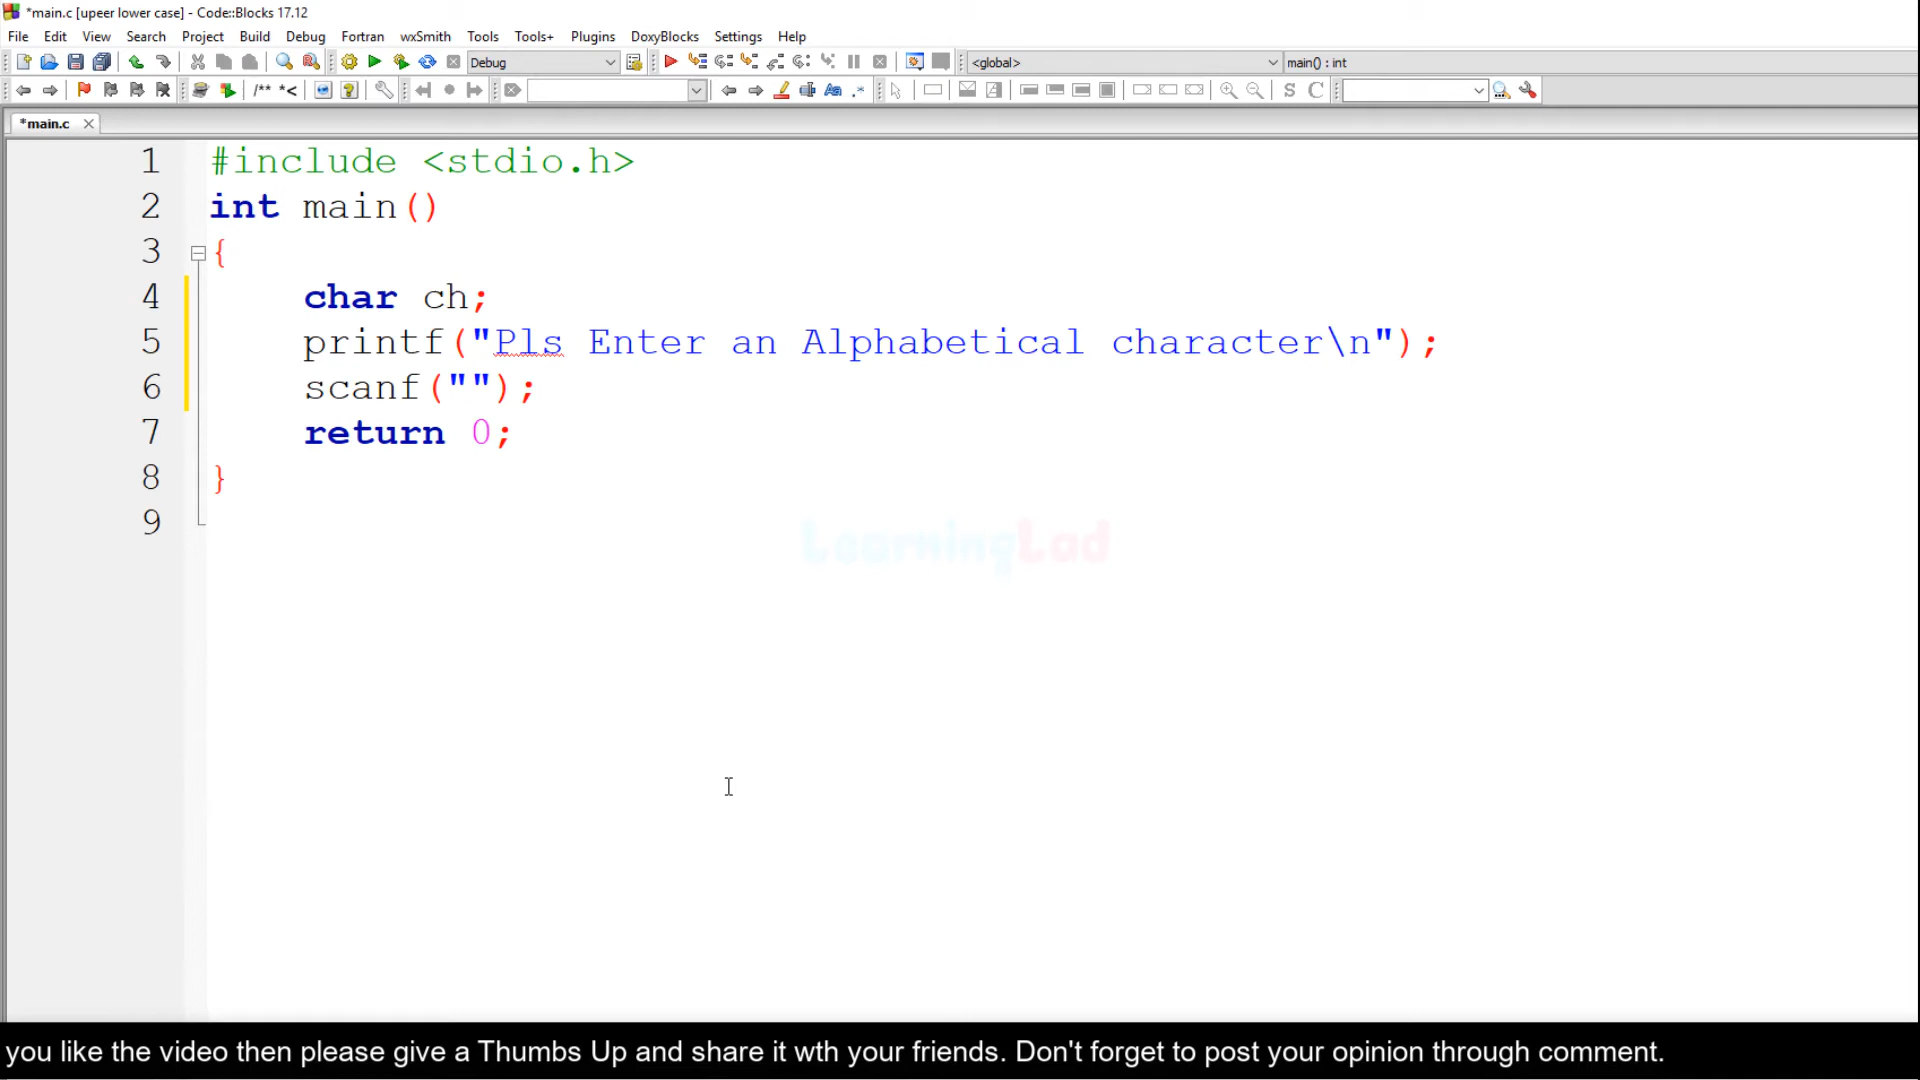 *main.c [upeer lower case] - Code::Blocks 17.12
File Edit View Search Project Build Debug Fortran wxSmith Tools Tools+ Plugins DoxyBlocks Settings Help
Debug <global> main() : int
/** *< Aa .* S C
*main.c
1 #include <stdio.h>
2 int main()
3 {
4 char ch;
5 printf("Pls Enter an Alphabetical character\n");
6 scanf("");
7 return 0;
8 }
9
LearningLad
you like the video then please give a Thumbs Up and share it wth your friends. Don't forget to post your opinion through comment.